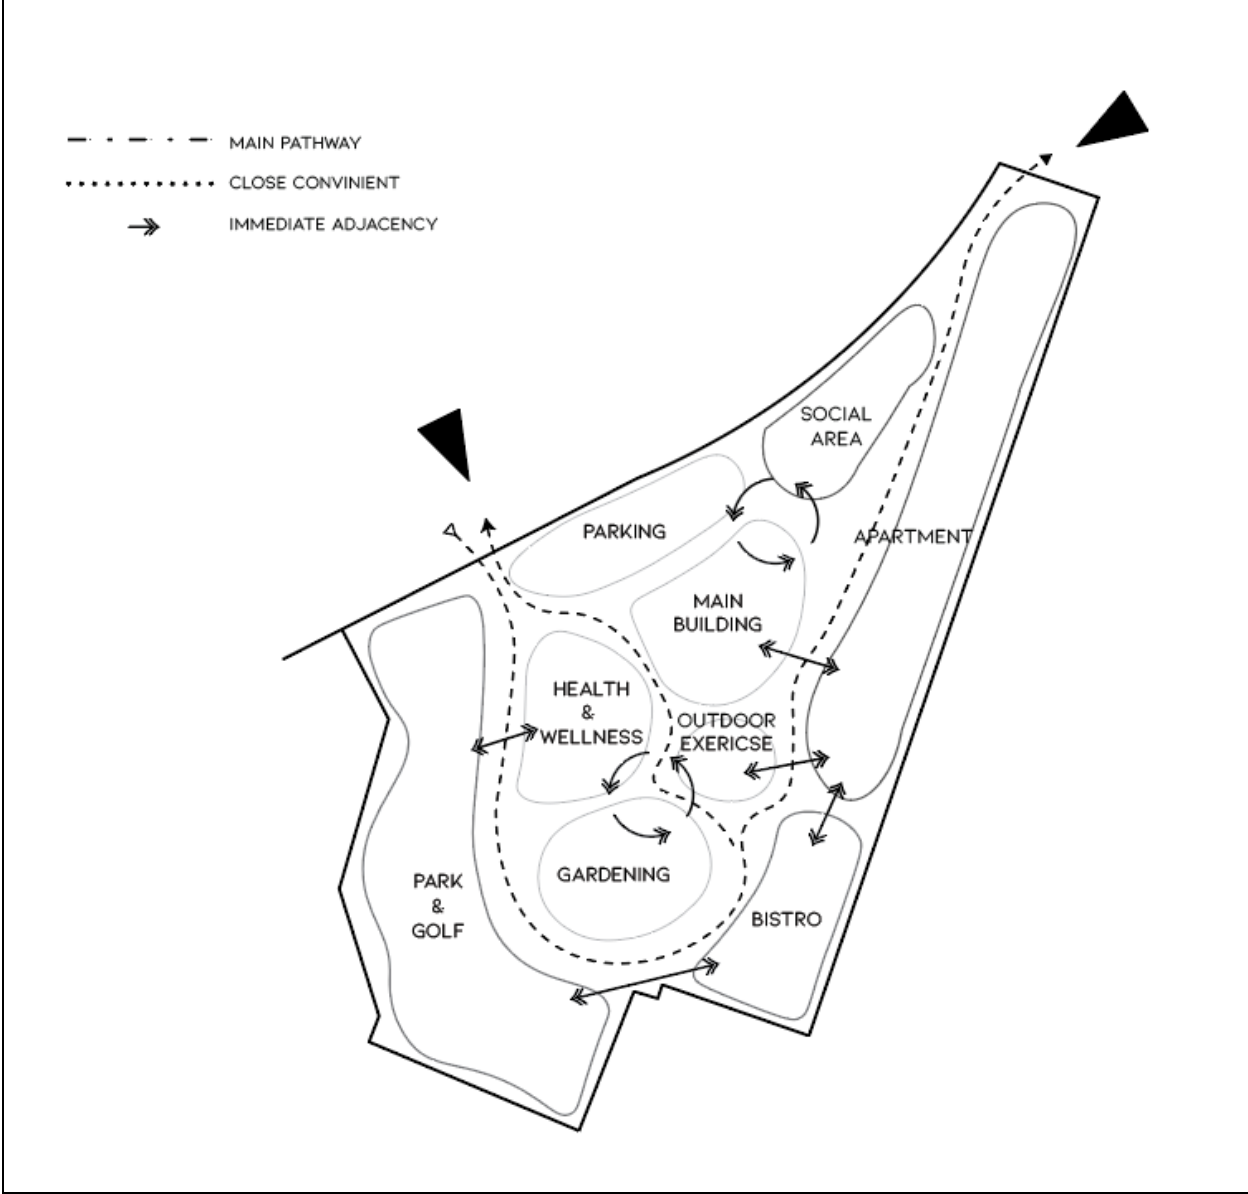 MAIN PATHWAY
CLOSE CONVINIENT
IMMEDIATE ADJACENCY
SOCIAL
AREA
PARKING
APARTMENT
MAIN
BUILDING
HEALTH
&
WELLNESS
OUTDOOR
EXERICSE
GARDENING
PARK
&
GOLF
BISTRO